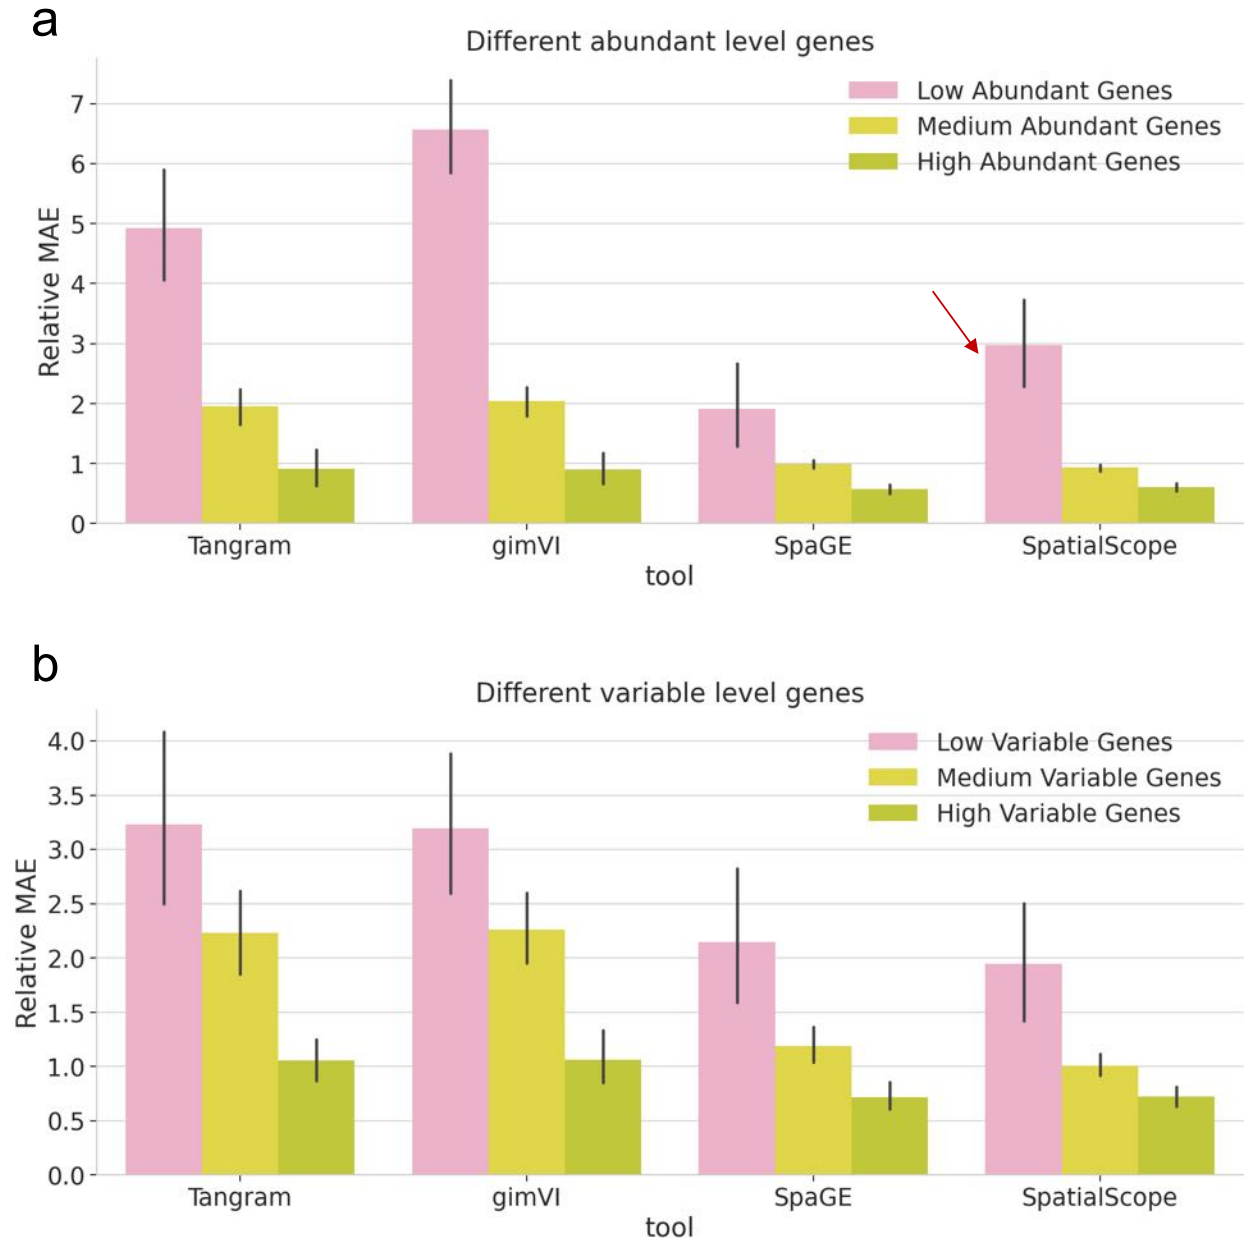 a
Different abundant level genes
Low Abundant Genes
Medium Abundant Genes
High Abundant Genes
Relative MAE
7
6
5
4
3
2
1
0
Tangram gimVI SpaGE SpatialScope
tool
b
Different variable level genes
Low Variable Genes
Medium Variable Genes
High Variable Genes
Relative MAE
4.0
3.5
3.0
2.5
2.0
1.5
1.0
0.5
0.0
Tangram gimVI SpaGE SpatialScope
tool